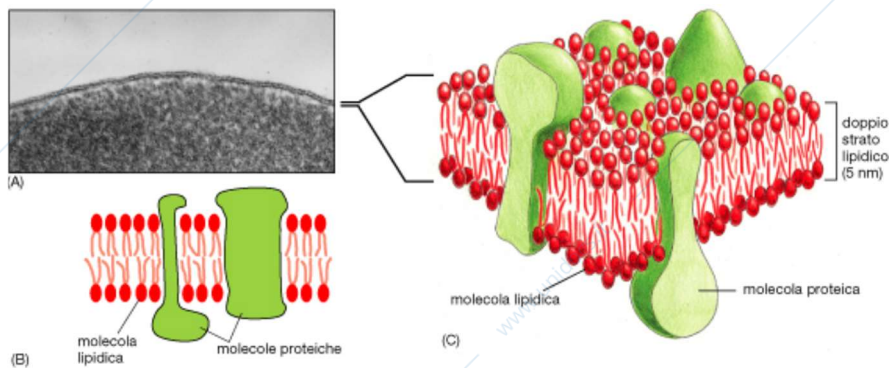 (A)
(B)
molecola
lipidica
molecole proteiche
(C)
molecola lipidica
molecola proteica
doppio
strato
lipidico
(5 nm)